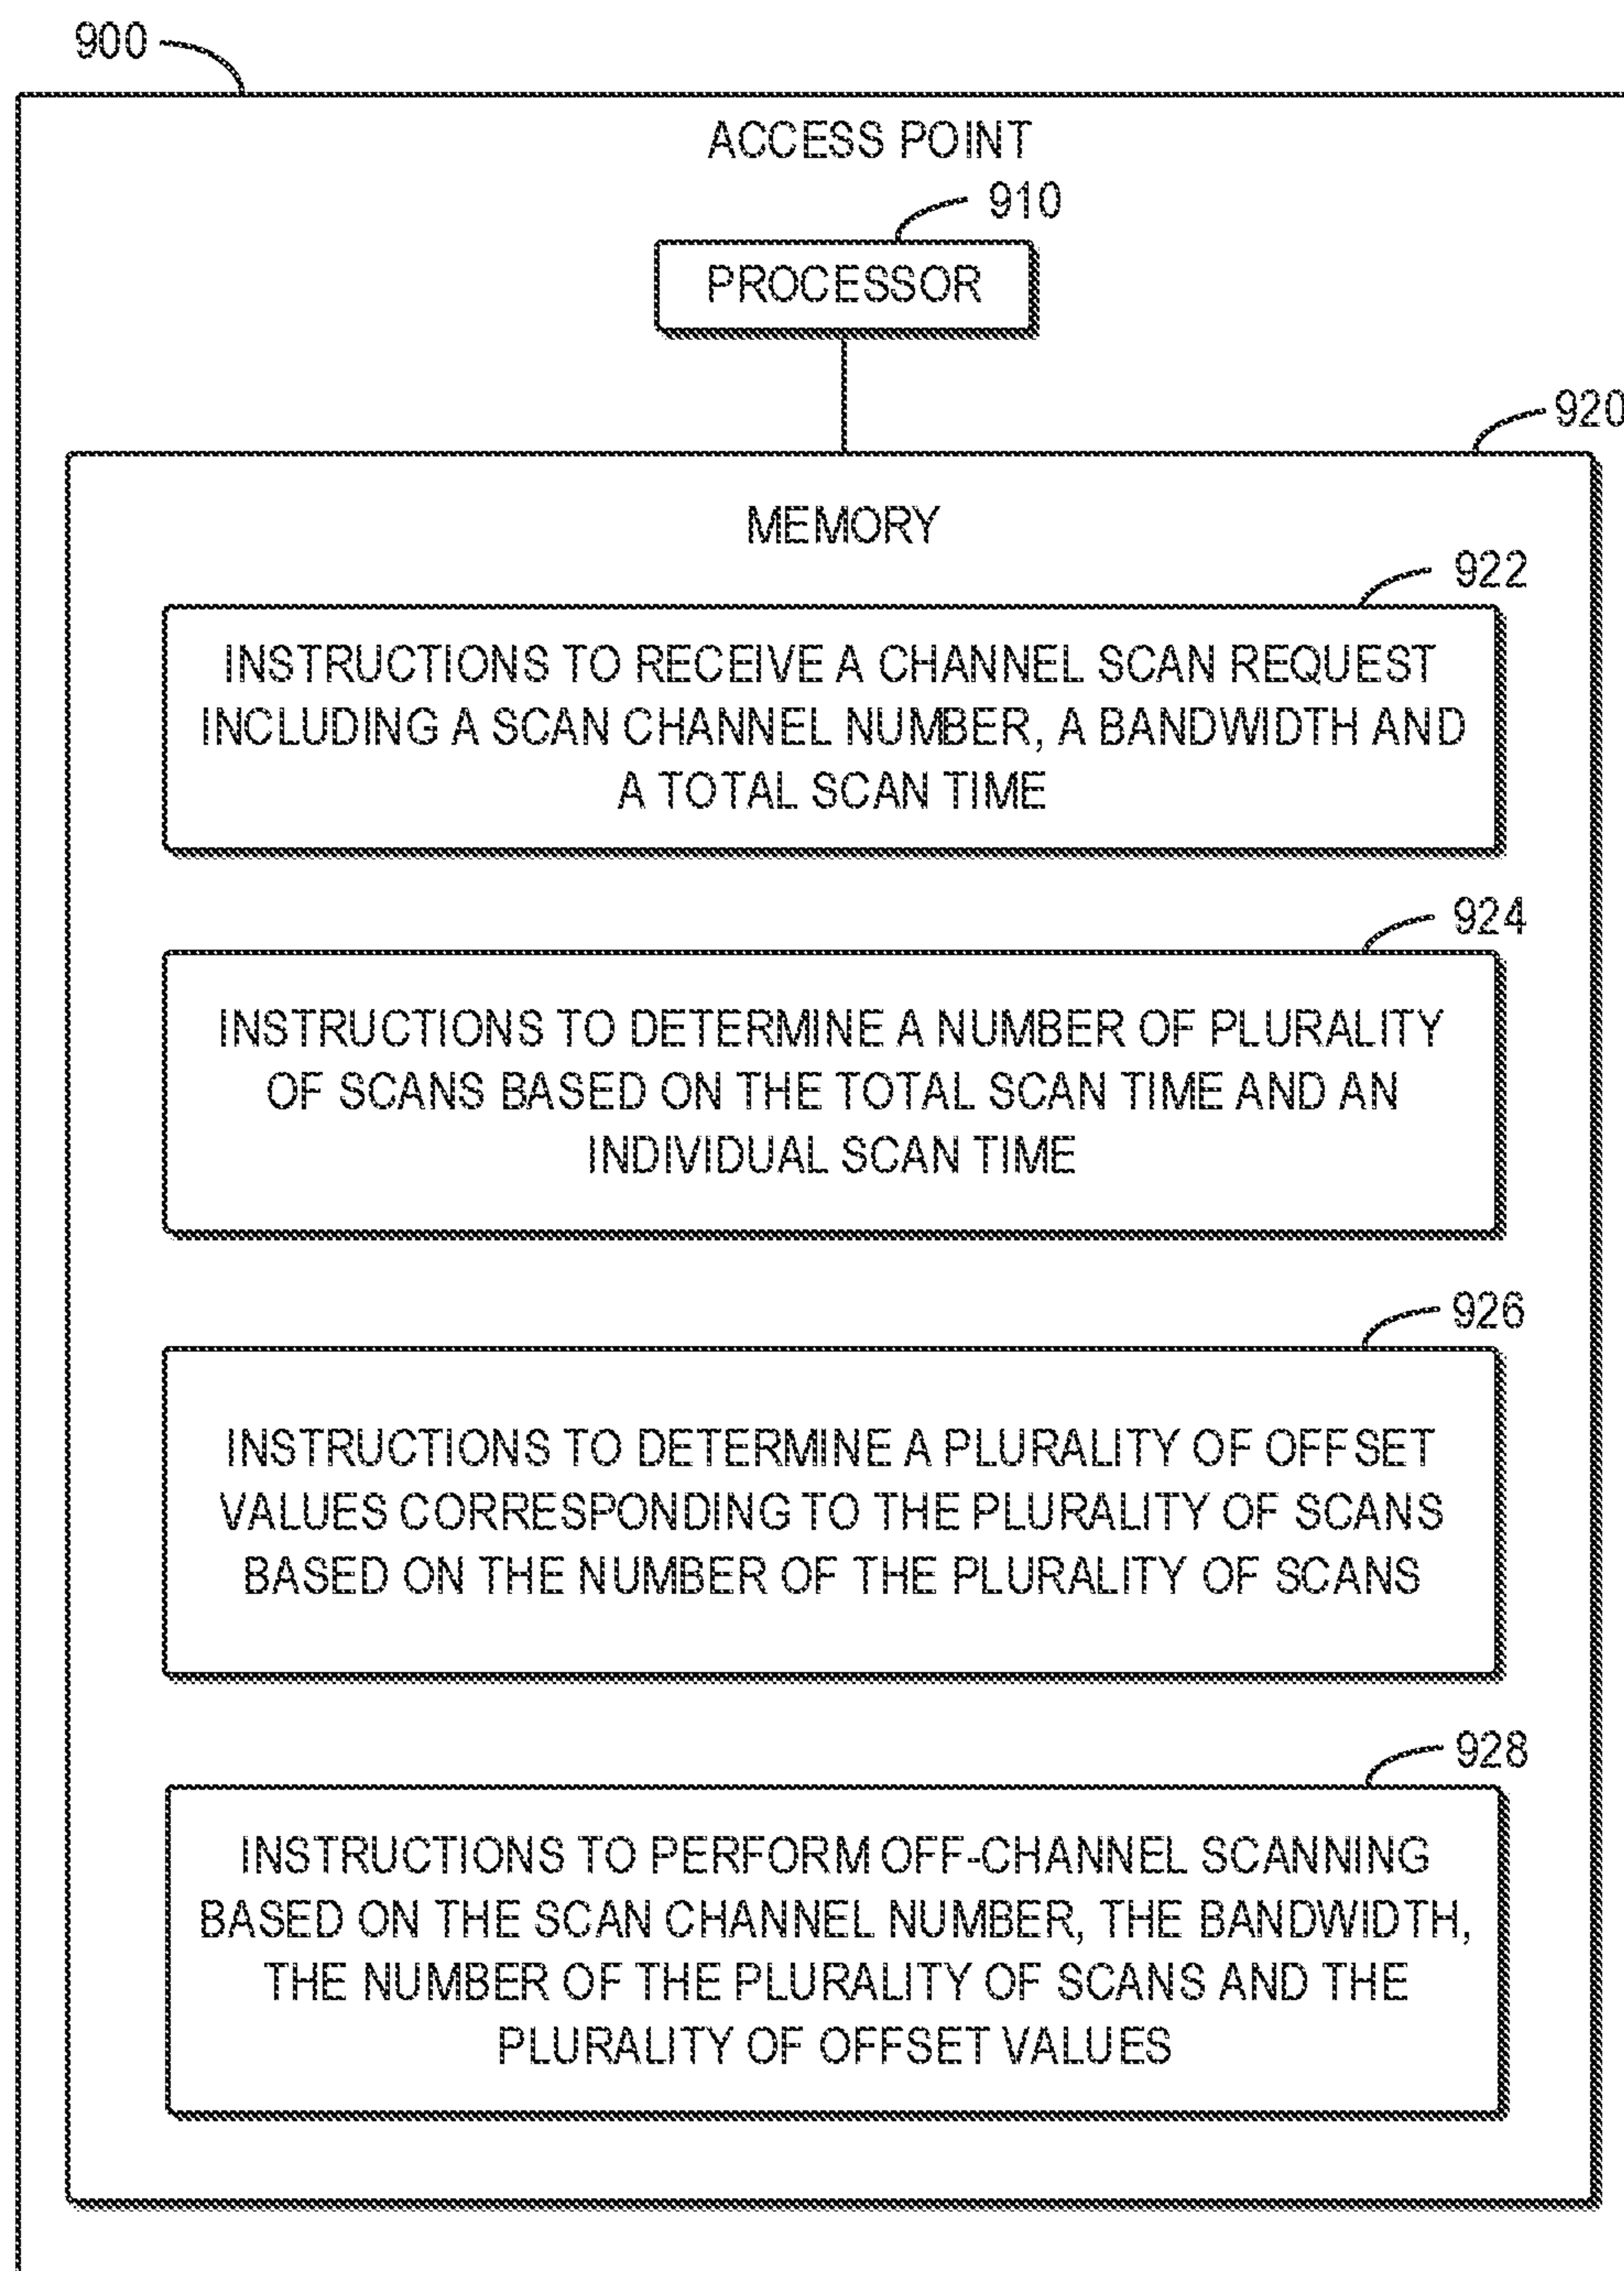 900
ACCESS POINT
910
PROCESSOR
920
MEMORY
922
INSTRUCTIONS TO RECEIVE A CHANNEL SCAN REQUEST
INCLUDING A SCAN CHANNEL NUMBER, A BANDWIDTH AND
A TOTAL SCAN TIME
924
INSTRUCTIONS TO DETERMINE A NUMBER OF PLURALITY
OF SCANS BASED ON THE TOTAL SCAN TIME AND AN
INDIVIDUAL SCAN TIME
926
INSTRUCTIONS TO DETERMINE A PLURALITY OF OFFSET
VALUES CORRESPONDING TO THE PLURALITY OF SCANS
BASED ON THE NUMBER OF THE PLURALITY OF SCANS
928
INSTRUCTIONS TO PERFORM OFF-CHANNEL SCANNING
BASED ON THE SCAN CHANNEL NUMBER, THE BANDWIDTH,
THE NUMBER OF THE PLURALITY OF SCANS AND THE
PLURALITY OF OFFSET VALUES